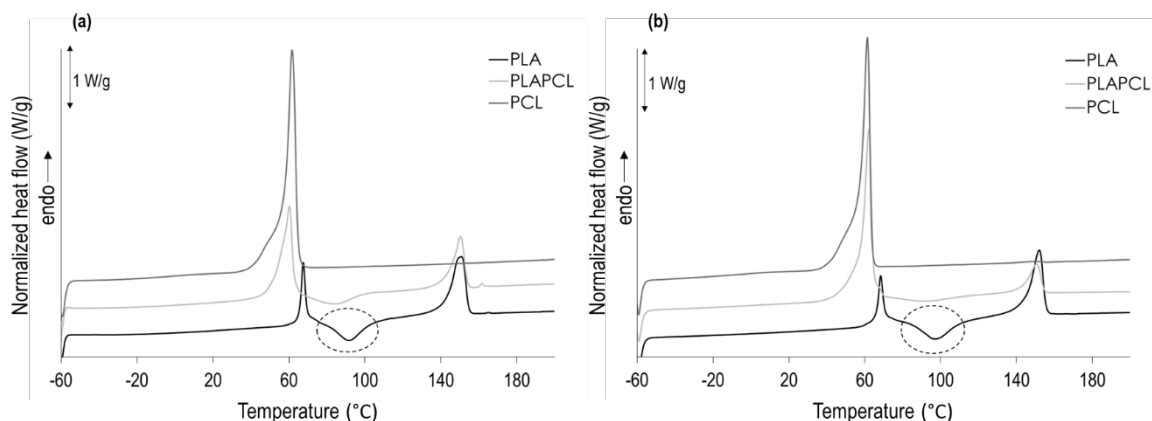 (a)
1 W/g
PLA
PLAPCL
PCL
Normalized heat flow (W/g)
endo
-60
-20
20
60
100
140
180
Temperature (°C)
(b)
1 W/g
PLA
PLAPCL
PCL
Normalized heat flow (W/g)
endo
-60
-20
20
60
100
140
180
Temperature (°C)